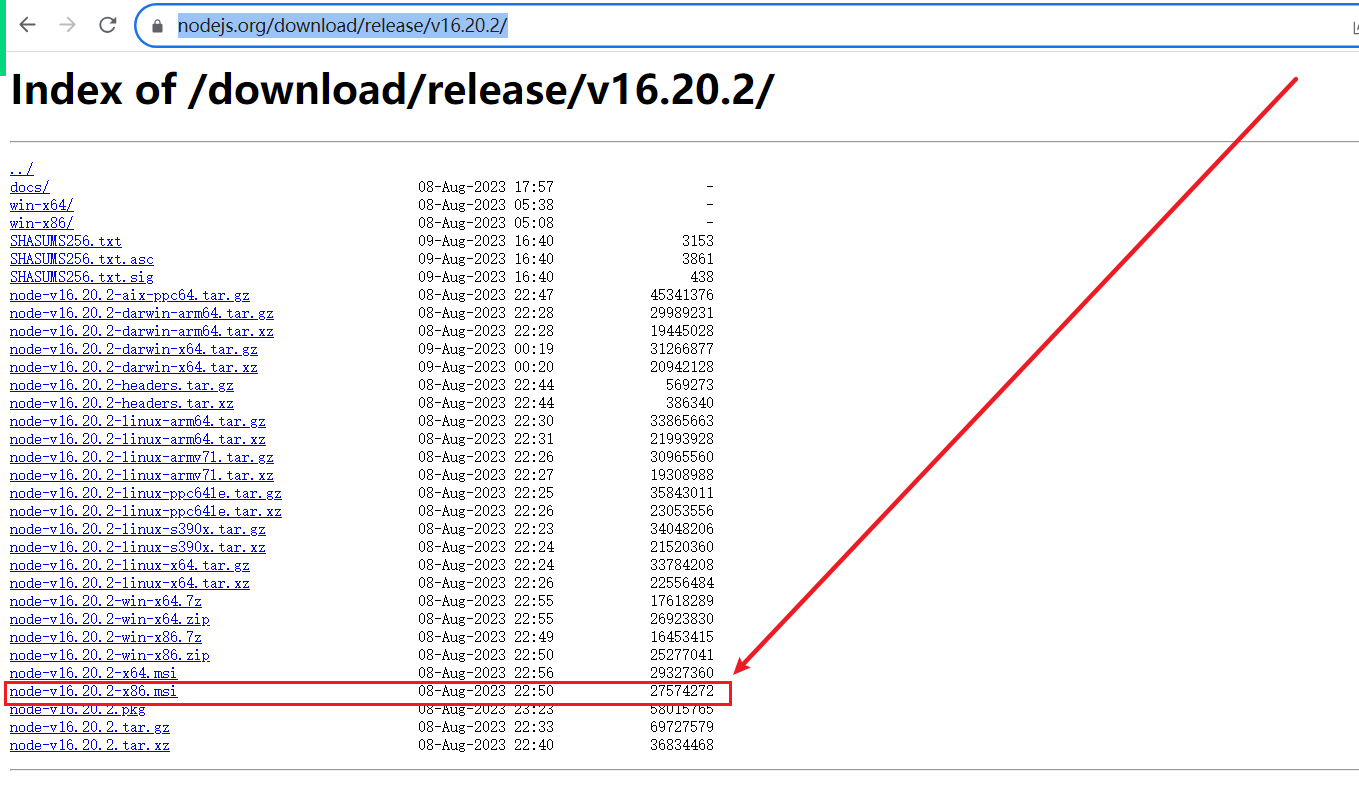 nodejs.org/download/release/v16.20.2/
Index of /download/release/v16.20.2/
../
docs/ 08-Aug-2023 17:57 -
win-x64/ 08-Aug-2023 05:38 -
win-x86/ 08-Aug-2023 05:08 -
SHASUMS256.txt 09-Aug-2023 16:40 3153
SHASUMS256.txt.asc 09-Aug-2023 16:40 3861
SHASUMS256.txt.sig 09-Aug-2023 16:40 438
node-v16.20.2-aix-ppc64.tar.gz 08-Aug-2023 22:47 45341376
node-v16.20.2-darwin-arm64.tar.gz 08-Aug-2023 22:28 29989231
node-v16.20.2-darwin-arm64.tar.xz 08-Aug-2023 22:28 19445028
node-v16.20.2-darwin-x64.tar.gz 09-Aug-2023 00:19 31266877
node-v16.20.2-darwin-x64.tar.xz 09-Aug-2023 00:20 20942128
node-v16.20.2-headers.tar.gz 08-Aug-2023 22:44 569273
node-v16.20.2-headers.tar.xz 08-Aug-2023 22:44 386340
node-v16.20.2-linux-arm64.tar.gz 08-Aug-2023 22:30 33865663
node-v16.20.2-linux-arm64.tar.xz 08-Aug-2023 22:31 21993928
node-v16.20.2-linux-armv7l.tar.gz 08-Aug-2023 22:26 30965560
node-v16.20.2-linux-armv7l.tar.xz 08-Aug-2023 22:27 19308988
node-v16.20.2-linux-ppc64le.tar.gz 08-Aug-2023 22:25 35843011
node-v16.20.2-linux-ppc64le.tar.xz 08-Aug-2023 22:26 23053556
node-v16.20.2-linux-s390x.tar.gz 08-Aug-2023 22:23 34048206
node-v16.20.2-linux-s390x.tar.xz 08-Aug-2023 22:24 21520360
node-v16.20.2-linux-x64.tar.gz 08-Aug-2023 22:24 33784208
node-v16.20.2-linux-x64.tar.xz 08-Aug-2023 22:26 22556484
node-v16.20.2-win-x64.7z 08-Aug-2023 22:55 17618289
node-v16.20.2-win-x64.zip 08-Aug-2023 22:55 26923830
node-v16.20.2-win-x86.7z 08-Aug-2023 22:49 16453415
node-v16.20.2-win-x86.zip 08-Aug-2023 22:50 25277041
node-v16.20.2-x64.msi 08-Aug-2023 22:56 29327360
node-v16.20.2-x86.msi 08-Aug-2023 22:50 27574272
node-v16.20.2.pkg 08-Aug-2023 23:23 58015765
node-v16.20.2.tar.gz 08-Aug-2023 22:33 69727579
node-v16.20.2.tar.xz 08-Aug-2023 22:40 36834468